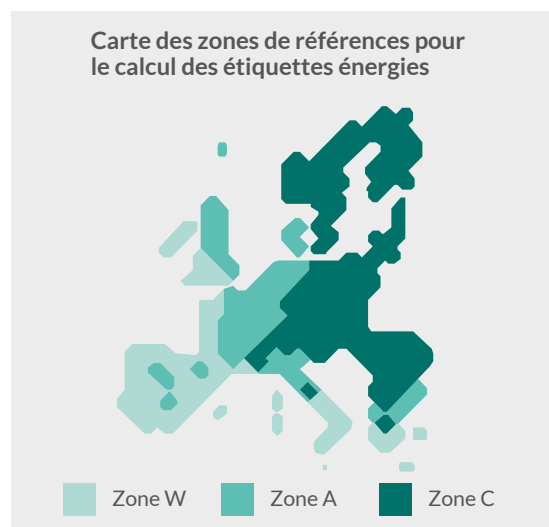 Carte des zones de références pour
le calcul des étiquettes énergies
Zone W
Zone A
Zone C